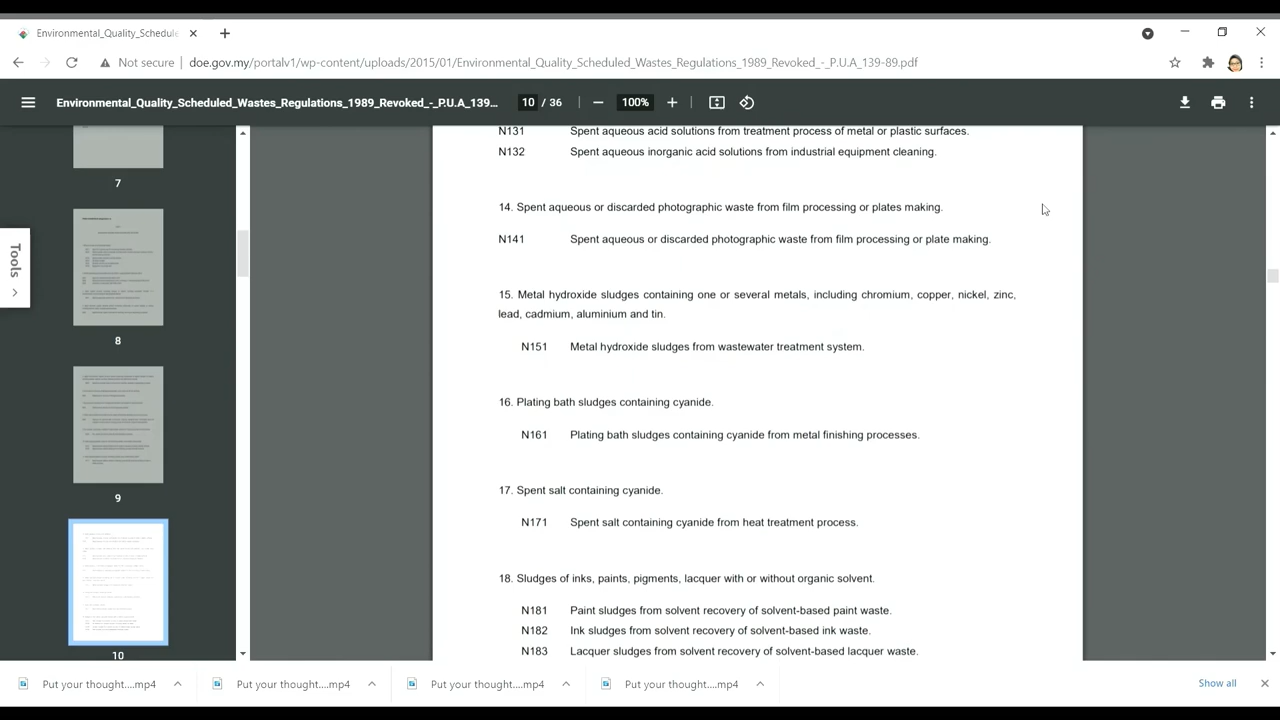 Environmental_Quality_Schedule
Not secure
doe.gov.my/portalv1/wp-content/uploads/2015/01/Environmental_Quality_Scheduled_Wastes_Regulations_1989_Revoked_-_P.U.A_139-89.pdf
Environmental_Quality_Scheduled_Wastes_Regulations_1989_Revoked_-_P.U.A_139...
10 / 36
100%
7
8
9
10
Tools
N131 Spent aqueous acid solutions from treatment process of metal or plastic surfaces.
N132 Spent aqueous inorganic acid solutions from industrial equipment cleaning.
14. Spent aqueous or discarded photographic waste from film processing or plates making.
N141 Spent aqueous or discarded photographic waste from film processing or plate making.
15. Metal hydroxide sludges containing one or several metals, including chromium, copper, nickel, zinc,
lead, cadmium, aluminium and tin.
N151 Metal hydroxide sludges from wastewater treatment system.
16. Plating bath sludges containing cyanide.
N161 Plating bath sludges containing cyanide from metal finishing processes.
17. Spent salt containing cyanide.
N171 Spent salt containing cyanide from heat treatment process.
18. Sludges of inks, paints, pigments, lacquer with or without organic solvent.
N181 Paint sludges from solvent recovery of solvent-based paint waste.
N182 Ink sludges from solvent recovery of solvent-based ink waste.
N183 Lacquer sludges from solvent recovery of solvent-based lacquer waste.
Put your thought....mp4
Put your thought....mp4
Put your thought....mp4
Put your thought....mp4
Show all